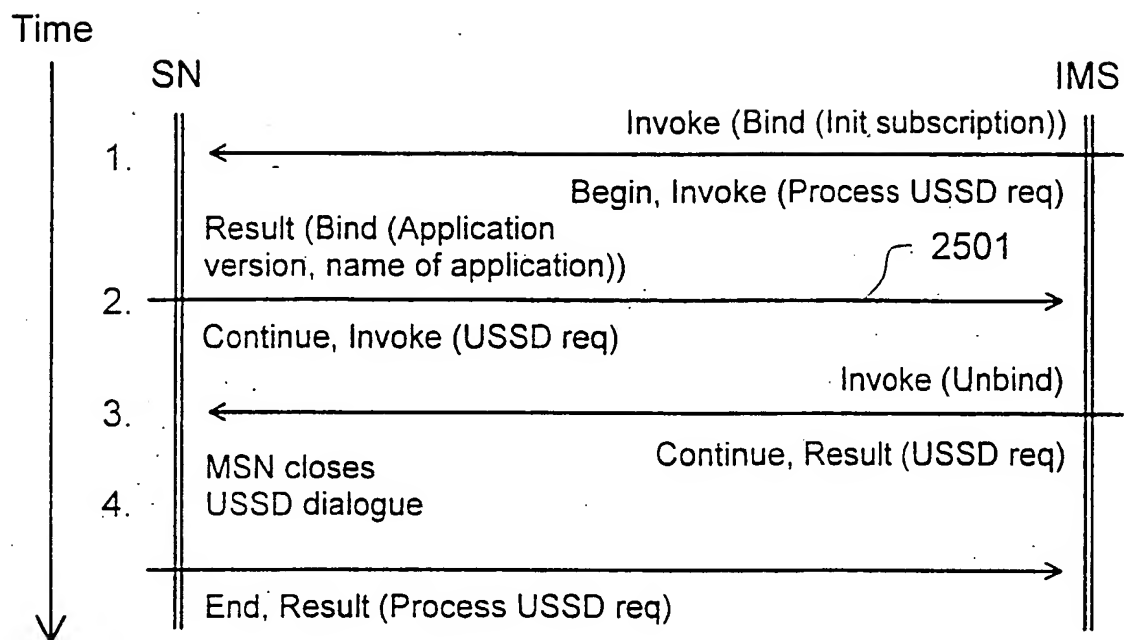 Time
SN
IMS
Invoke (Bind (Init subscription))
1.
Begin, Invoke (Process USSD req)
Result (Bind (Application
version, name of application))
2501
2.
Continue, Invoke (USSD req)
Invoke (Unbind)
3.
Continue, Result (USSD req)
MSN closes
4.
USSD dialogue
End, Result (Process USSD req)